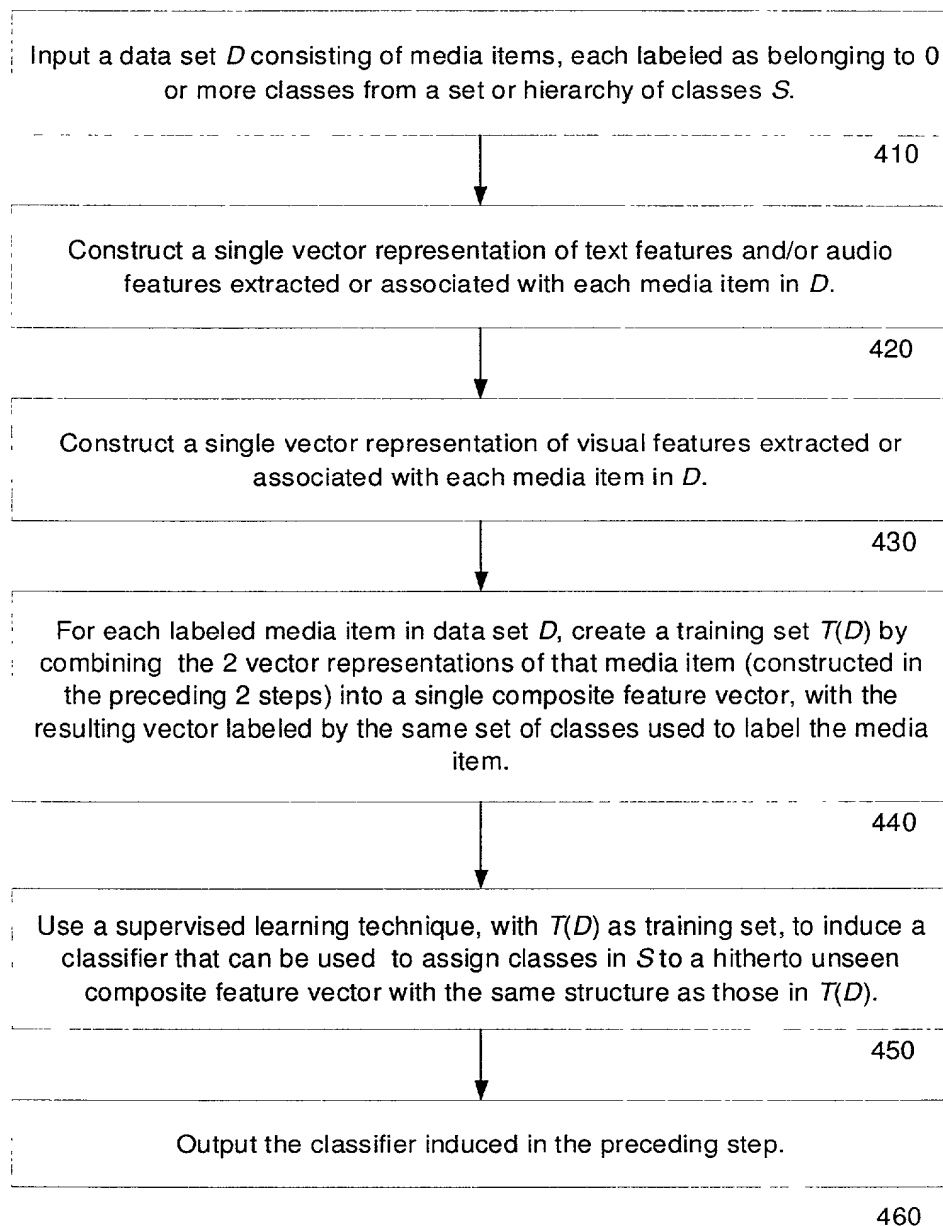 Input a data set D consisting of media items, each labeled as belonging to 0
or more classes from a set or hierarchy of classes S.
410
Construct a single vector representation of text features and/or audio
features extracted or associated with each media item in D.
420
Construct a single vector representation of visual features extracted or
associated with each media item in D.
430
For each labeled media item in data set D, create a training set T(D) by
combining the 2 vector representations of that media item (constructed in
the preceding 2 steps) into a single composite feature vector, with the
resulting vector labeled by the same set of classes used to label the media
item.
440
Use a supervised learning technique, with T(D) as training set, to induce a
classifier that can be used to assign classes in S to a hitherto unseen
composite feature vector with the same structure as those in T(D).
450
Output the classifier induced in the preceding step.
460